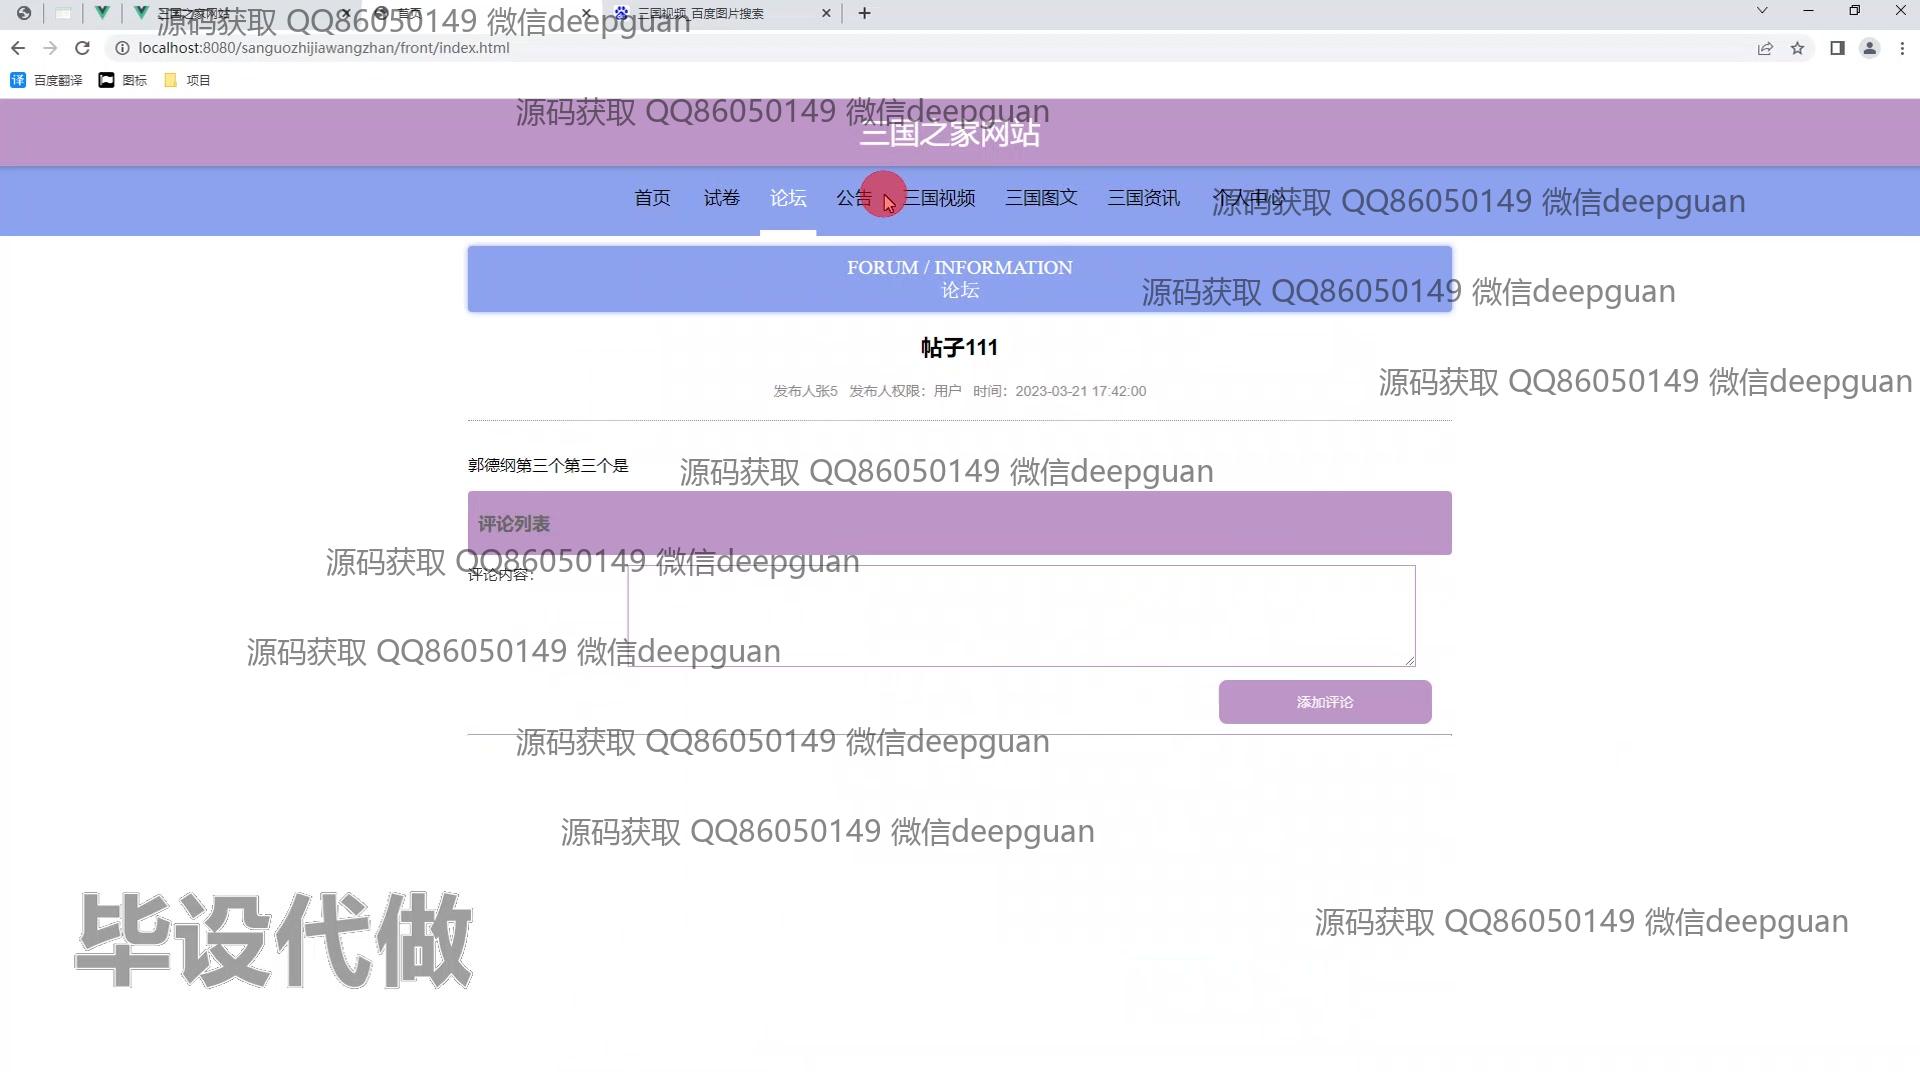 三国之家网站 首页 三国视频_百度图片搜索
源码获取 QQ86050149 微信deepguan
localhost:8080/sanguozhijiawangzhan/front/index.html
百度翻译 图标 项目
源码获取 QQ86050149 微信deepguan
三国之家网站
首页 试卷 论坛 公告 三国视频 三国图文 三国资讯 个人中心
源码获取 QQ86050149 微信deepguan
FORUM / INFORMATION
论坛
源码获取 QQ86050149 微信deepguan
帖子111
发布人张5 发布人权限：用户 时间：2023-03-21 17:42:00
源码获取 QQ86050149 微信deepguan
郭德纲第三个第三个是
源码获取 QQ86050149 微信deepguan
评论列表
源码获取 QQ86050149 微信deepguan
评论内容：
源码获取 QQ86050149 微信deepguan
添加评论
源码获取 QQ86050149 微信deepguan
源码获取 QQ86050149 微信deepguan
源码获取 QQ86050149 微信deepguan
毕设代做